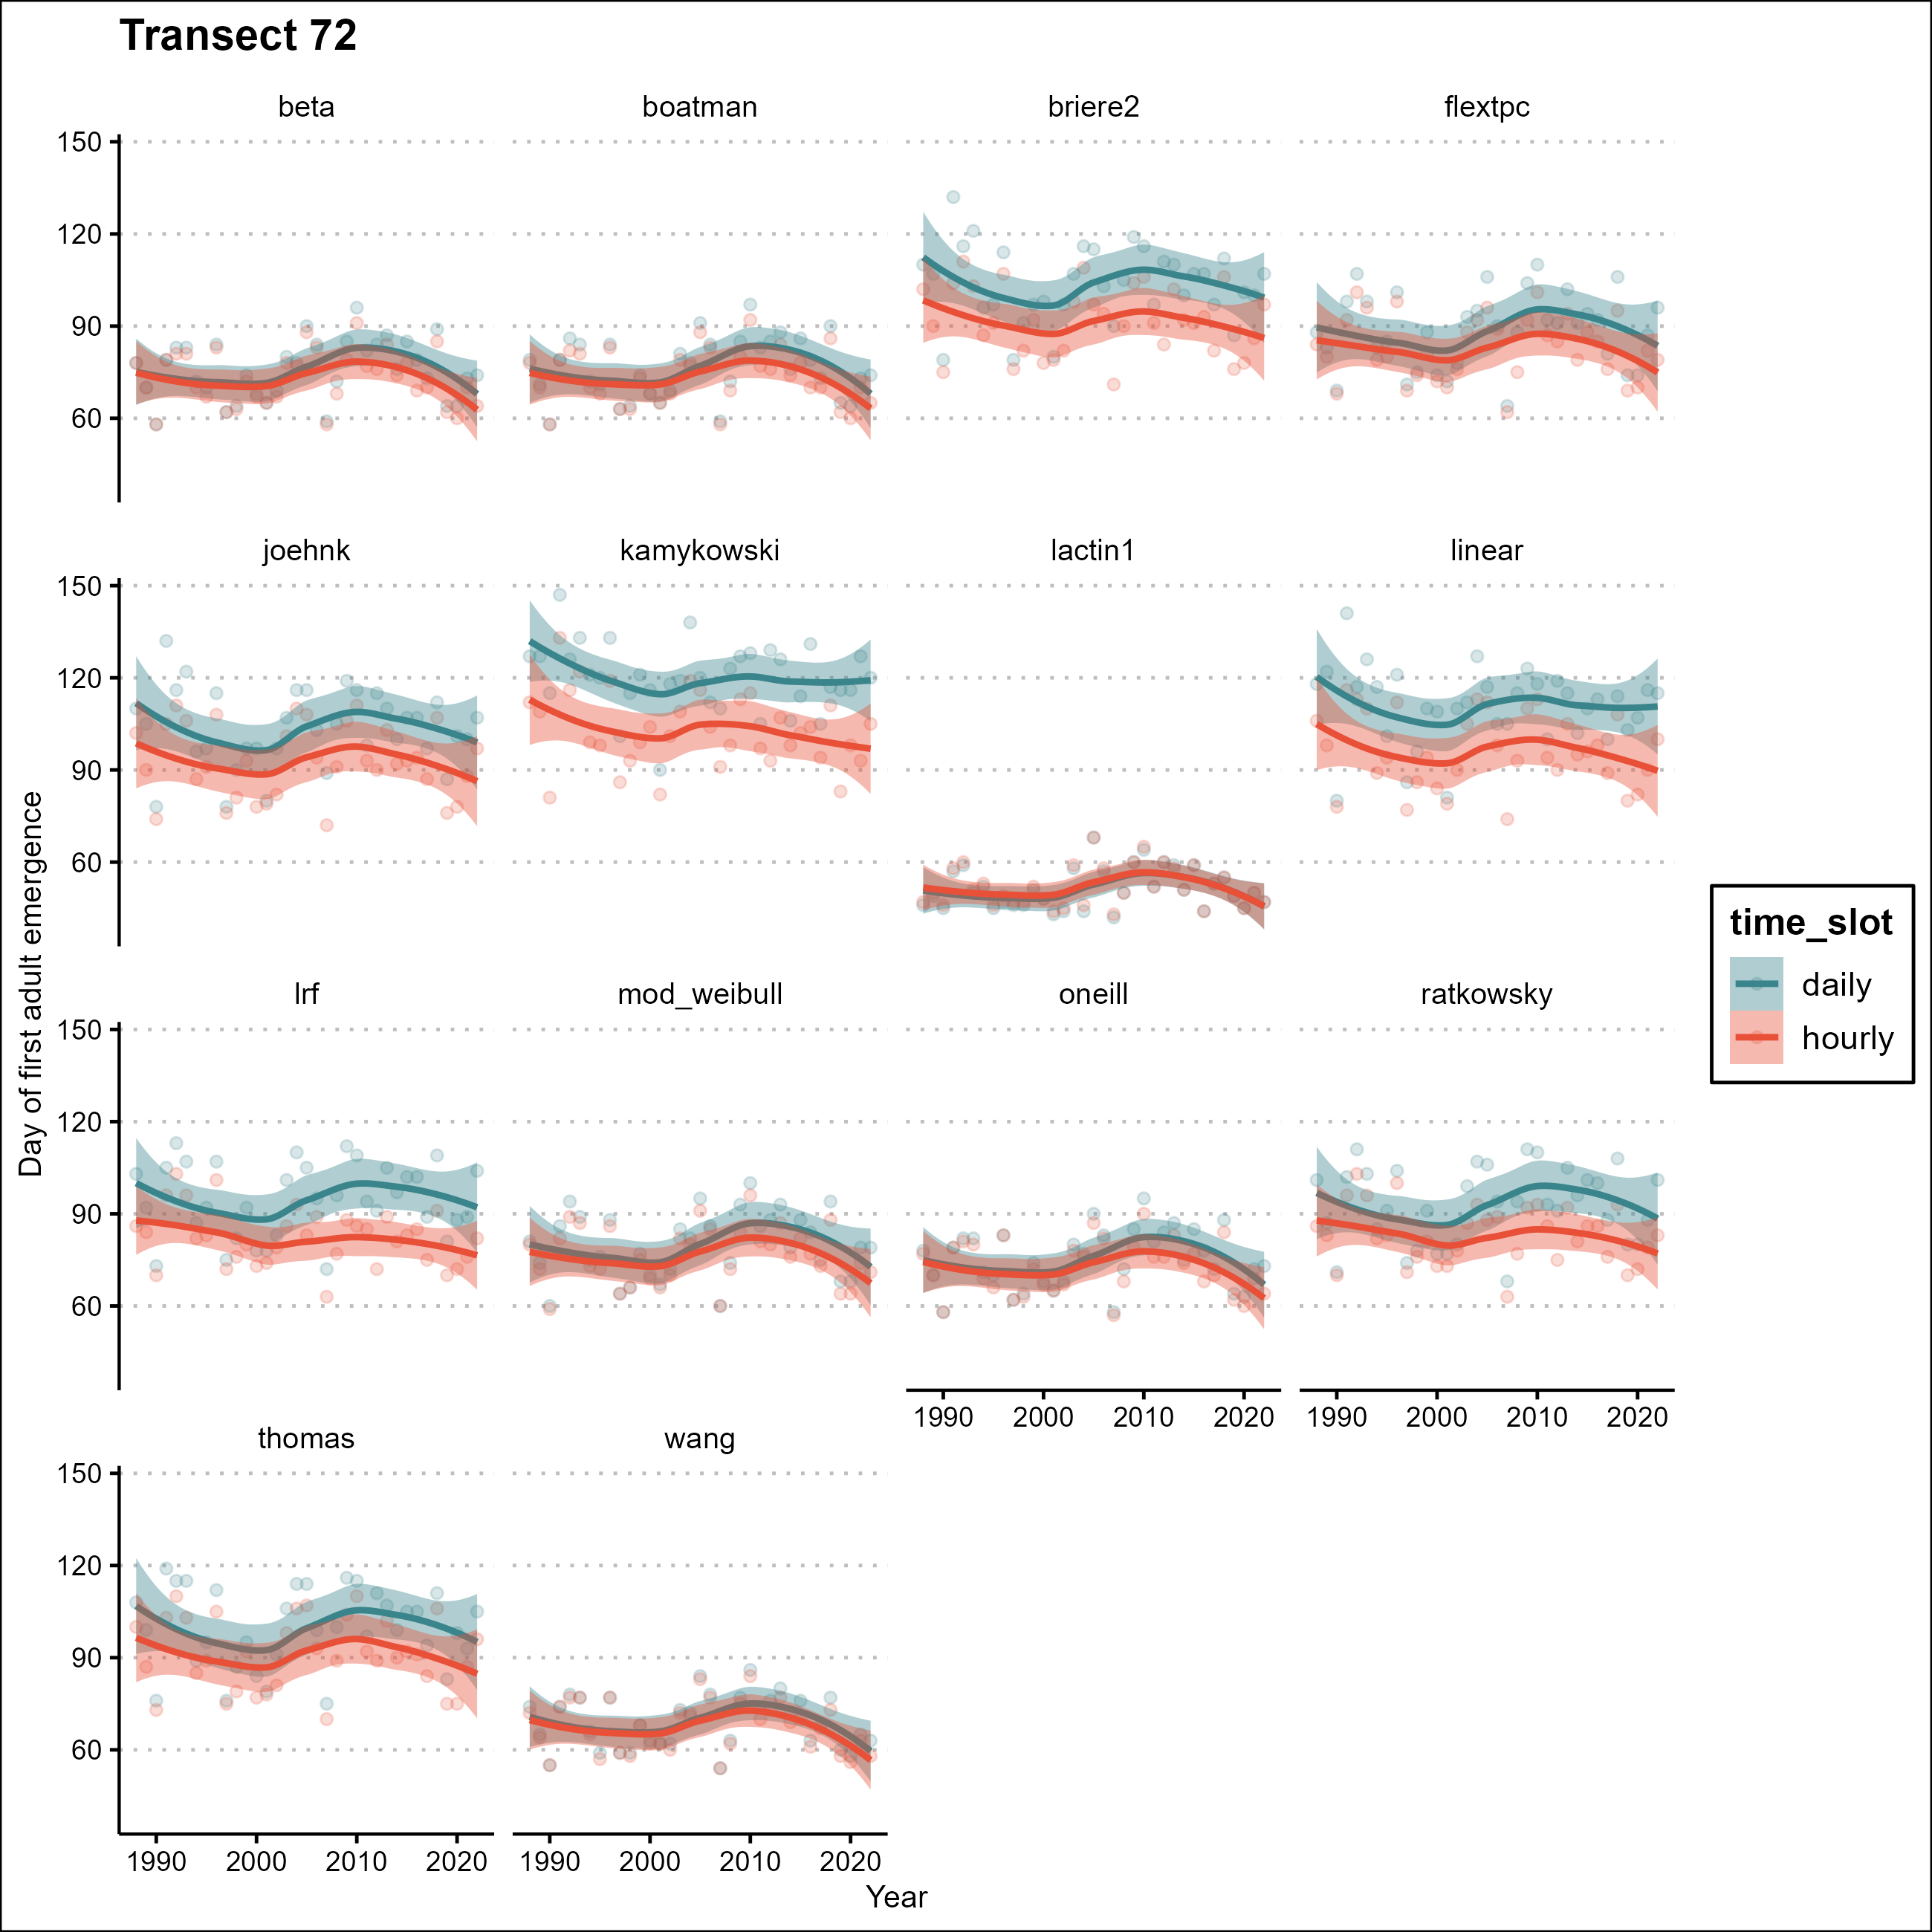 Transect 72
beta boatman briere2 flextpc
150
120
90
60
joehnk kamykowski lactin1 linear
150
120
90
60
Day of first adult emergence
time_slot
daily
hourly
lrf mod_weibull oneill ratkowsky
150
120
90
60
1990 2000 2010 2020 1990 2000 2010 2020
thomas wang
150
120
90
60
1990 2000 2010 2020 1990 2000 2010 2020
Year